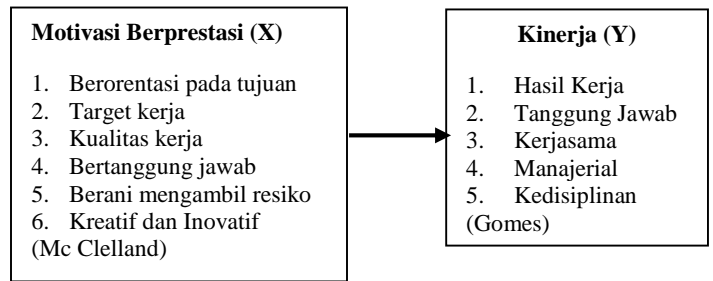 Motivasi Berprestasi (X)
1. Berorentasi pada tujuan
2. Target kerja
3. Kualitas kerja
4. Bertanggung jawab
5. Berani mengambil resiko
6. Kreatif dan Inovatif
(Mc Clelland)
Kinerja (Y)
1. Hasil Kerja
2. Tanggung Jawab
3. Kerjasama
4. Manajerial
5. Kedisiplinan
(Gomes)